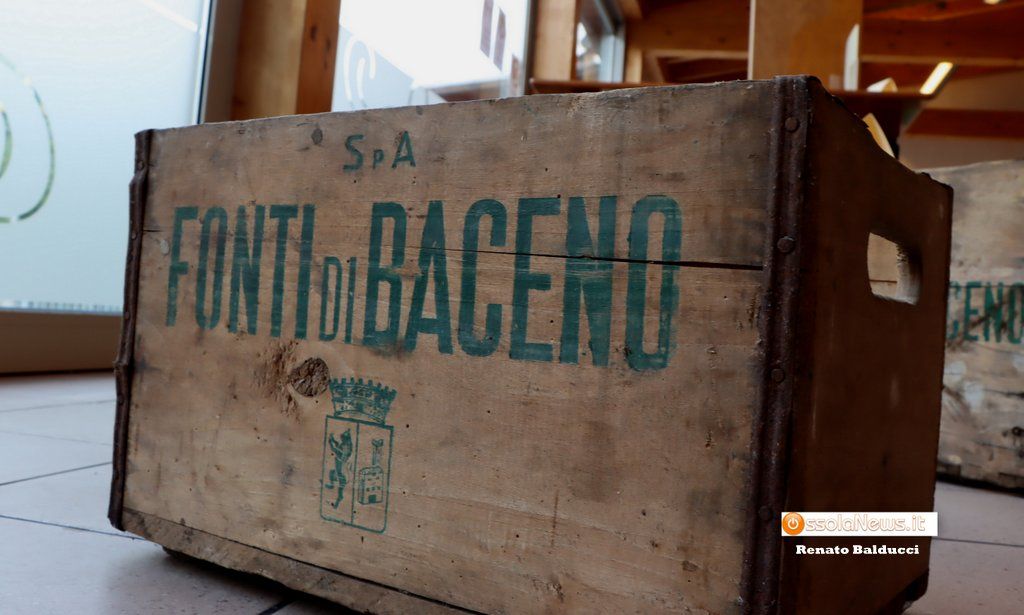 SpA
FONTI DI BACENO
CENO
OssolaNews.it
Renato Balducci